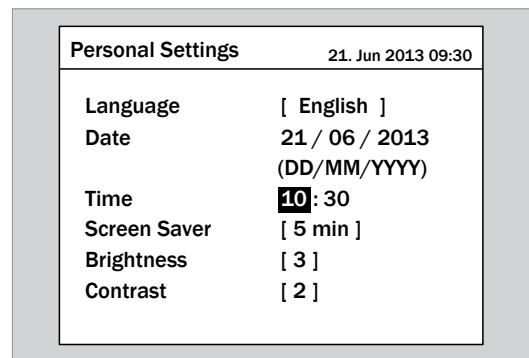 Personal Settings 21. Jun 2013 09:30
Language [ English ]
Date 21 / 06 / 2013
(DD/MM/YYYY)
Time 10 : 30
Screen Saver [ 5 min ]
Brightness [ 3 ]
Contrast [ 2 ]